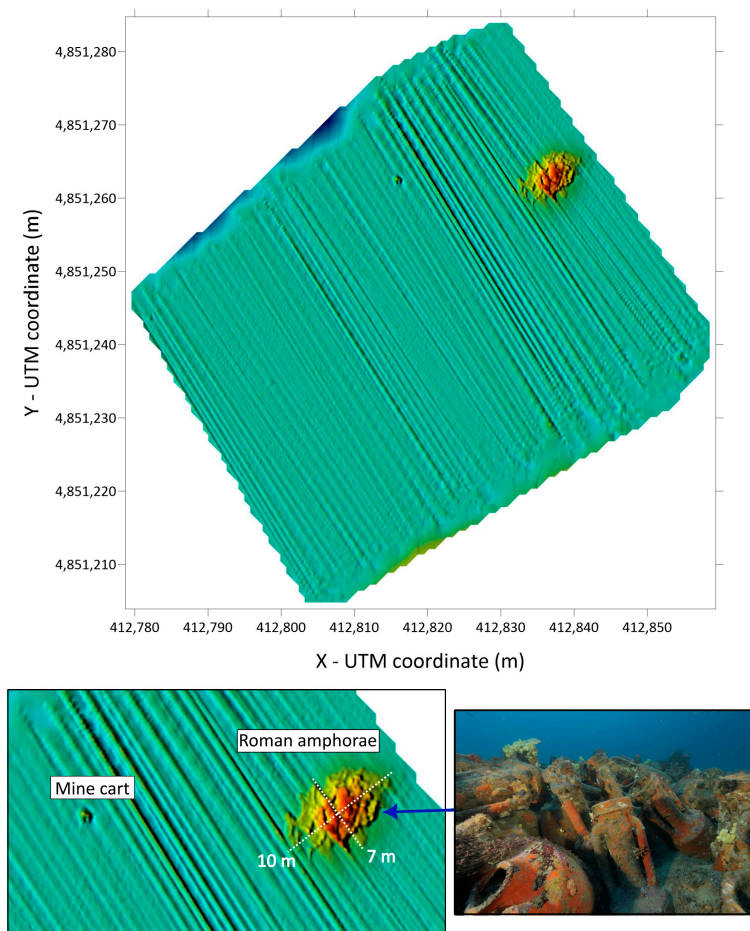 4,851,280
4,851,270
4,851,260
4,851,250
4,851,240
4,851,230
4,851,220
4,851,210
Y - UTM coordinate (m)
412,780 412,790 412,800 412,810 412,820 412,830 412,840 412,850
X - UTM coordinate (m)
Roman amphorae
Mine cart
10 m
7 m